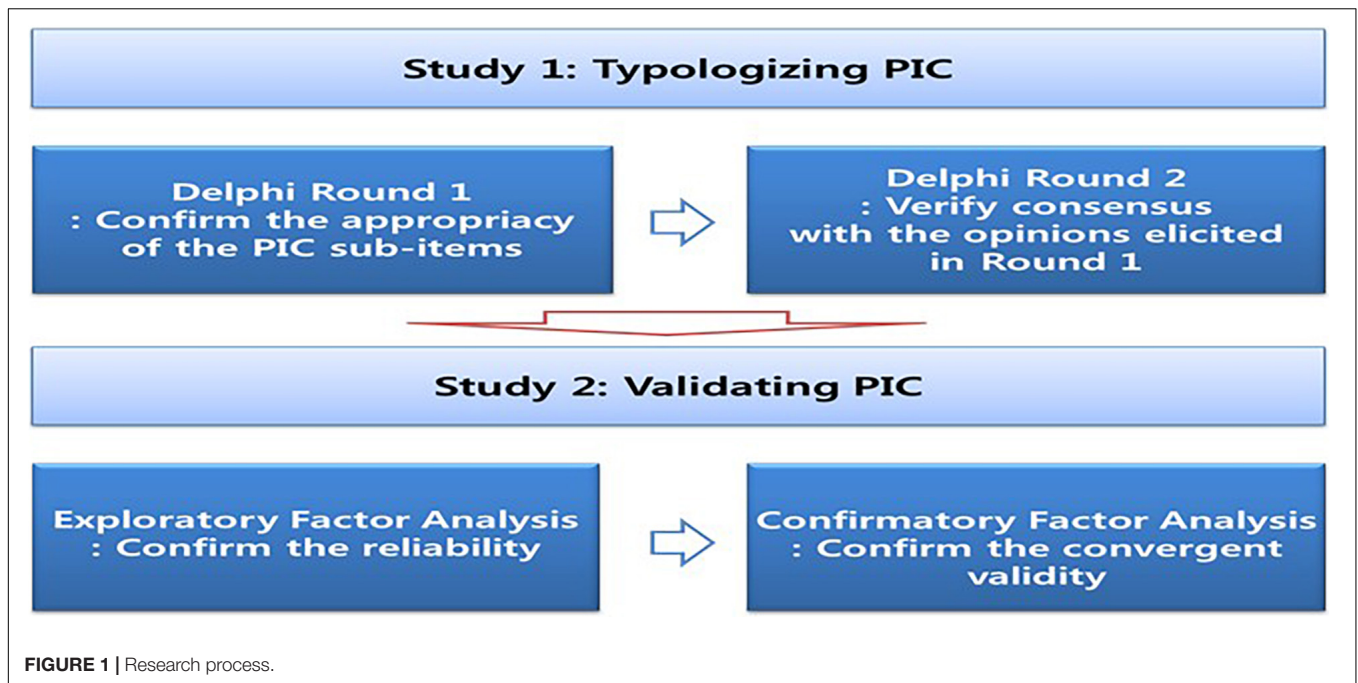 Study 1: Typologizing PIC
Delphi Round 1
: Confirm the appropriacy
of the PIC sub-items
Delphi Round 2
: Verify consensus
with the opinions elicited
in Round 1
Study 2: Validating PIC
Exploratory Factor Analysis
: Confirm the reliability
Confirmatory Factor Analysis
: Confirm the convergent
validity
FIGURE 1 | Research process.